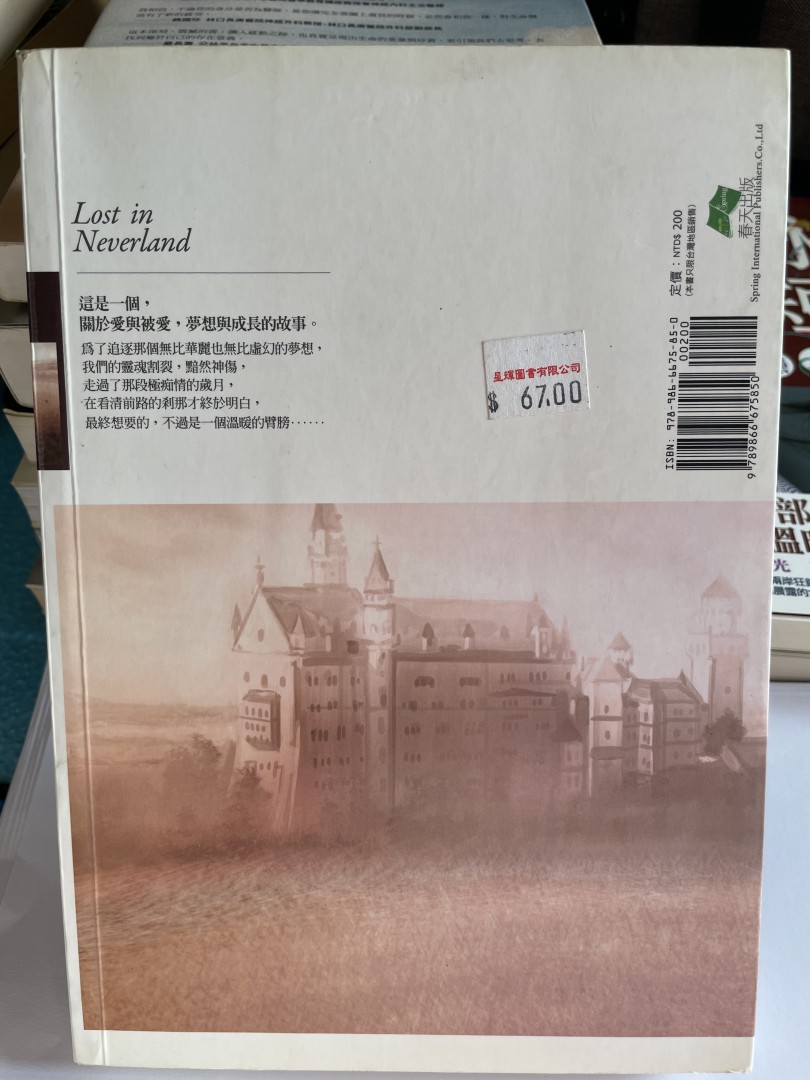 Lost in
Neverland
這是一個，
關於愛與被愛，夢想與成長的故事。
為了追逐那個無比華麗也無比虛幻的夢想，
我們的靈魂割裂，黯然神傷，
走過了那段極痴情的歲月，
在看清前路的剎那才終於明白，
最終想要的，不過是一個溫暖的臂膀⋯⋯
呈輝圖書有限公司
$ 67.00
定價：NTD$ 200
(本書只限台灣地區銷售)
春天出版
Spring International Publishers.Co.,Ltd
ISBN: 978-986-6675-85-0
00200
9 789866 675850
部
溫
光
兩岸狂